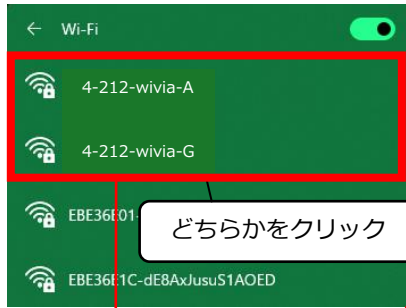 ← Wi-Fi
4-212-wivia-A
4-212-wivia-G
EBE36E01-
どちらかをクリック
EBE36E1C-dE8AxJusuS1AOED